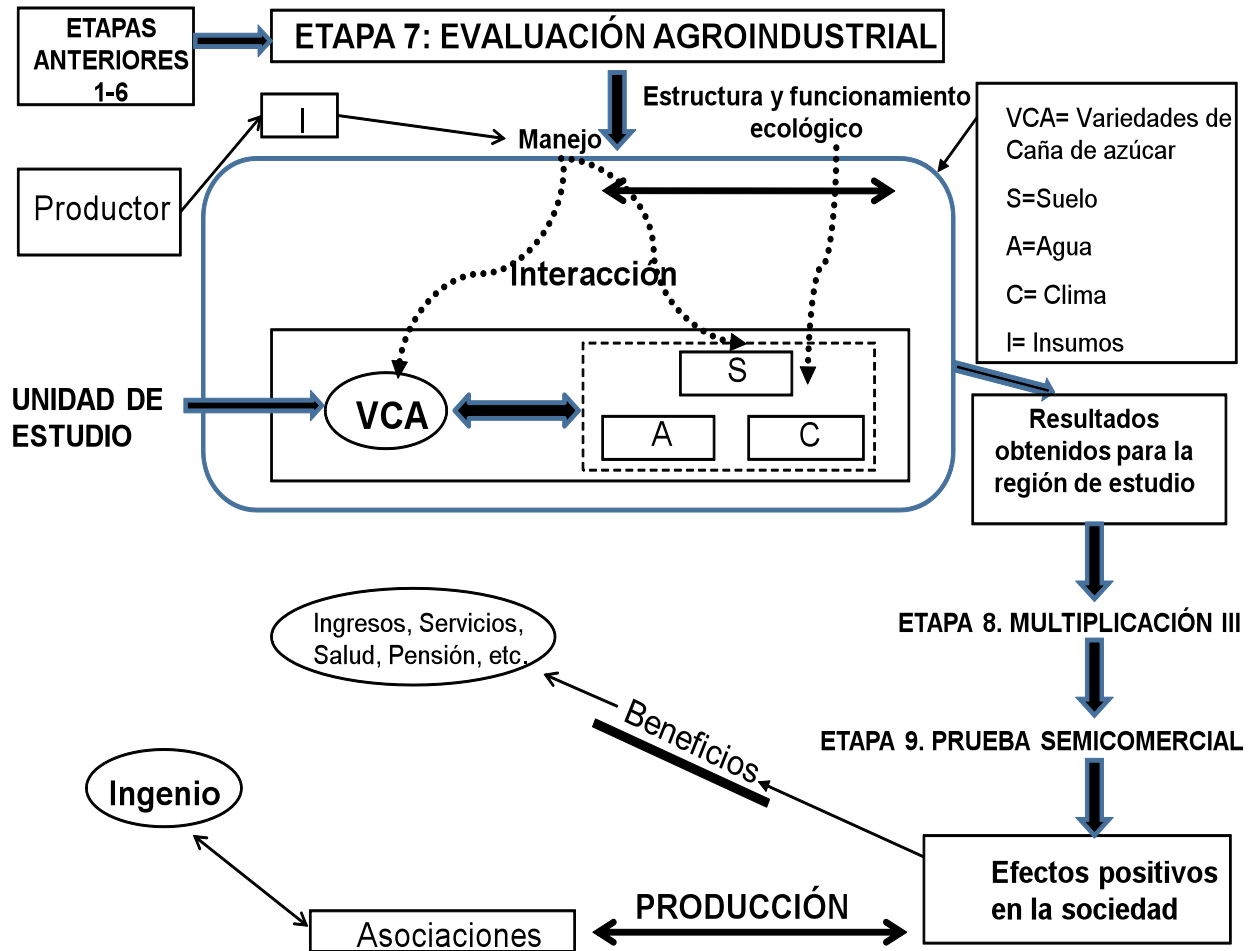 ETAPAS
ANTERIORES
1-6
ETAPA 7: EVALUACIÓN AGROINDUSTRIAL
I
Manejo
Estructura y funcionamiento
ecológico
Productor
VCA= Variedades de
Caña de azúcar
S=Suelo
A=Agua
C= Clima
I= Insumos
Interacción
UNIDAD DE
ESTUDIO
VCA
S
A
C
Resultados
obtenidos para la
región de estudio
ETAPA 8. MULTIPLICACIÓN III
ETAPA 9. PRUEBA SEMICOMERCIAL
Ingresos, Servicios,
Salud, Pensión, etc.
Beneficios
Ingenio
Asociaciones
PRODUCCIÓN
Efectos positivos
en la sociedad